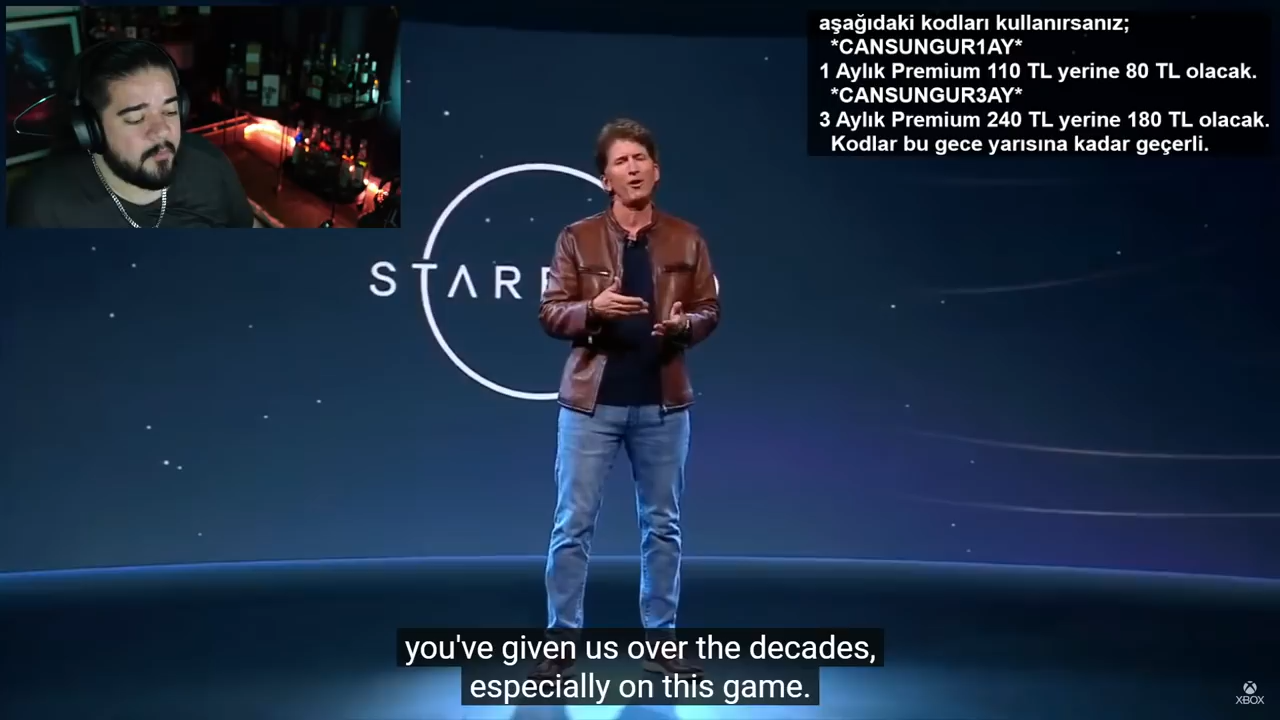 aşağıdaki kodları kullanırsanız;
*CANSUNGUR1AY*
1 Aylık Premium 110 TL yerine 80 TL olacak.
*CANSUNGUR3AY*
3 Aylık Premium 240 TL yerine 180 TL olacak.
Kodlar bu gece yarısına kadar geçerli.
STARF
you've given us over the decades,
especially on this game.
XBOX